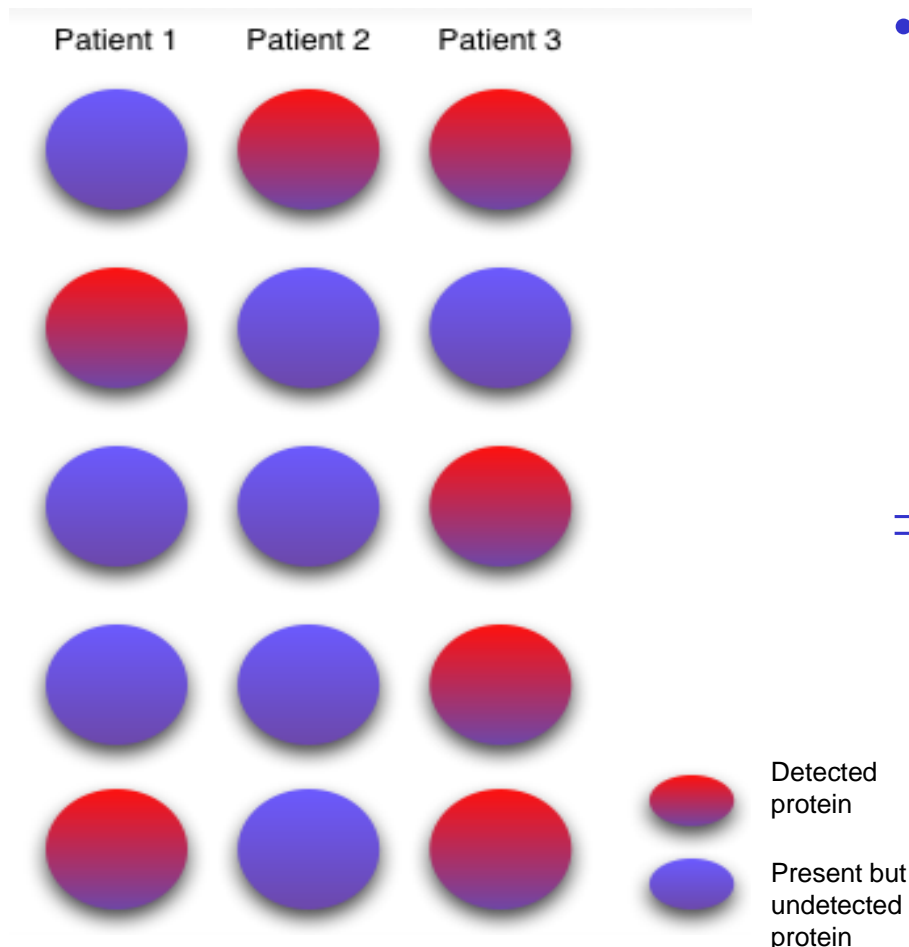 Patient 1 Patient 2 Patient 3
Detected
protein
Present but
undetected
protein